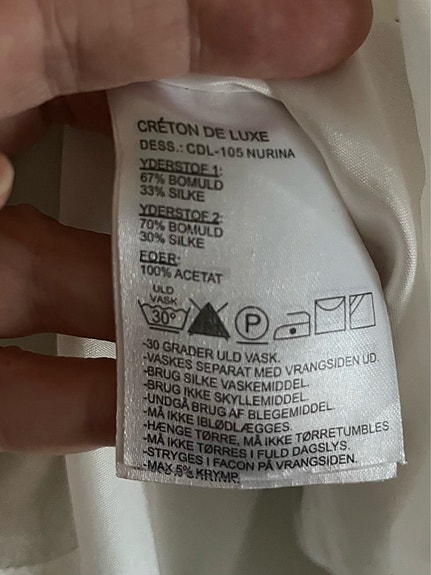 CRÉTON DE LUXE
DESS.: CDL-105 NURINA
YDERSTOF 1:
67% BOMULD
33% SILKE
YDERSTOF 2:
70% BOMULD
30% SILKE
FOER:
100% ACETAT
ULD
VASK
30°
P
-30 GRADER ULD VASK.
-VASKES SEPARAT MED VRANGSIDEN UD.
-BRUG SILKE VASKEMIDDEL.
-BRUG IKKE SKYLLEMIDDEL.
-UNDGÅ BRUG AF BLEGEMIDDEL.
-MÅ IKKE IBLØDLÆGGES.
-HÆNGE TØRRE, MÅ IKKE TØRRETUMBLES
-MÅ IKKE TØRRES I FULD DAGSLYS.
-STRYGES I FACON PÅ VRANGSIDEN.
-MAX 5% KRYMP.